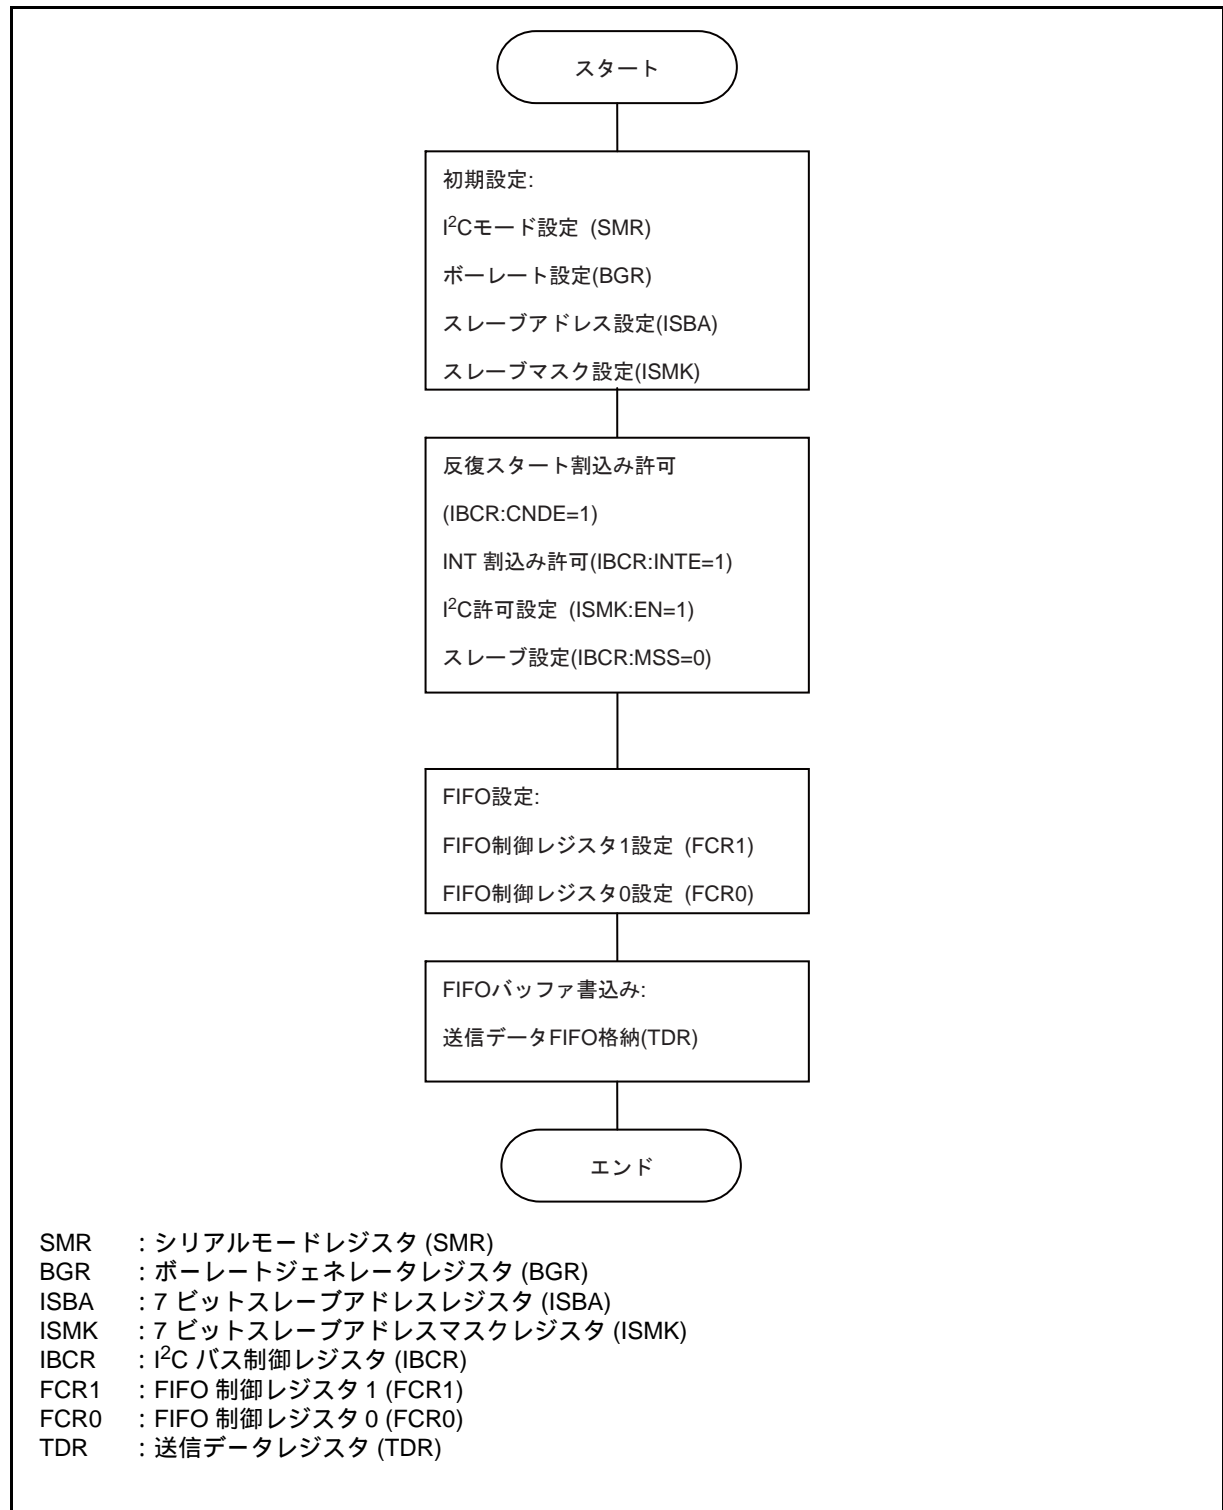 スタート
初期設定:
I²Cモード設定 (SMR)
ボーレート設定(BGR)
スレーブアドレス設定(ISBA)
スレーブマスク設定(ISMK)
反復スタート割込み許可
(IBCR:CNDE=1)
INT 割込み許可(IBCR:INTE=1)
I²C許可設定 (ISMK:EN=1)
スレーブ設定(IBCR:MSS=0)
FIFO設定:
FIFO制御レジスタ1設定 (FCR1)
FIFO制御レジスタ0設定 (FCR0)
FIFOバッファ書込み:
送信データFIFO格納(TDR)
エンド
SMR : シリアルモードレジスタ (SMR)
BGR : ボーレートジェネレータレジスタ (BGR)
ISBA : 7 ビットスレーブアドレスレジスタ (ISBA)
ISMK : 7 ビットスレーブアドレスマスクレジスタ (ISMK)
IBCR : I²C バス制御レジスタ (IBCR)
FCR1 : FIFO 制御レジスタ 1 (FCR1)
FCR0 : FIFO 制御レジスタ 0 (FCR0)
TDR : 送信データレジスタ (TDR)